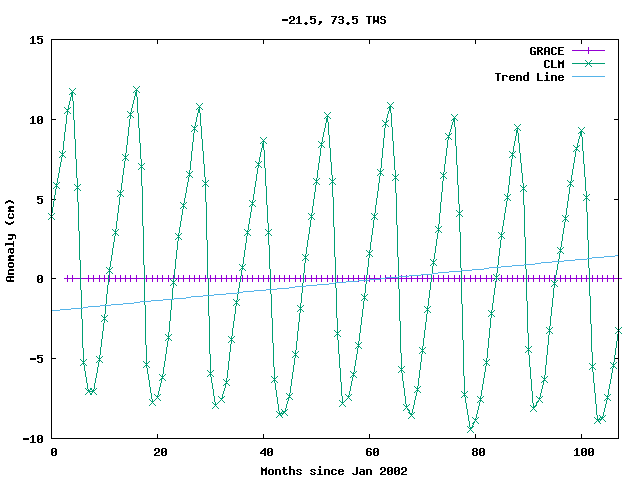 -21.5, 73.5 TWS
GRACE
CLM
Trend Line
15
10
5
0
-5
-10
Anomaly (cm)
0 20 40 60 80 100
Months since Jan 2002